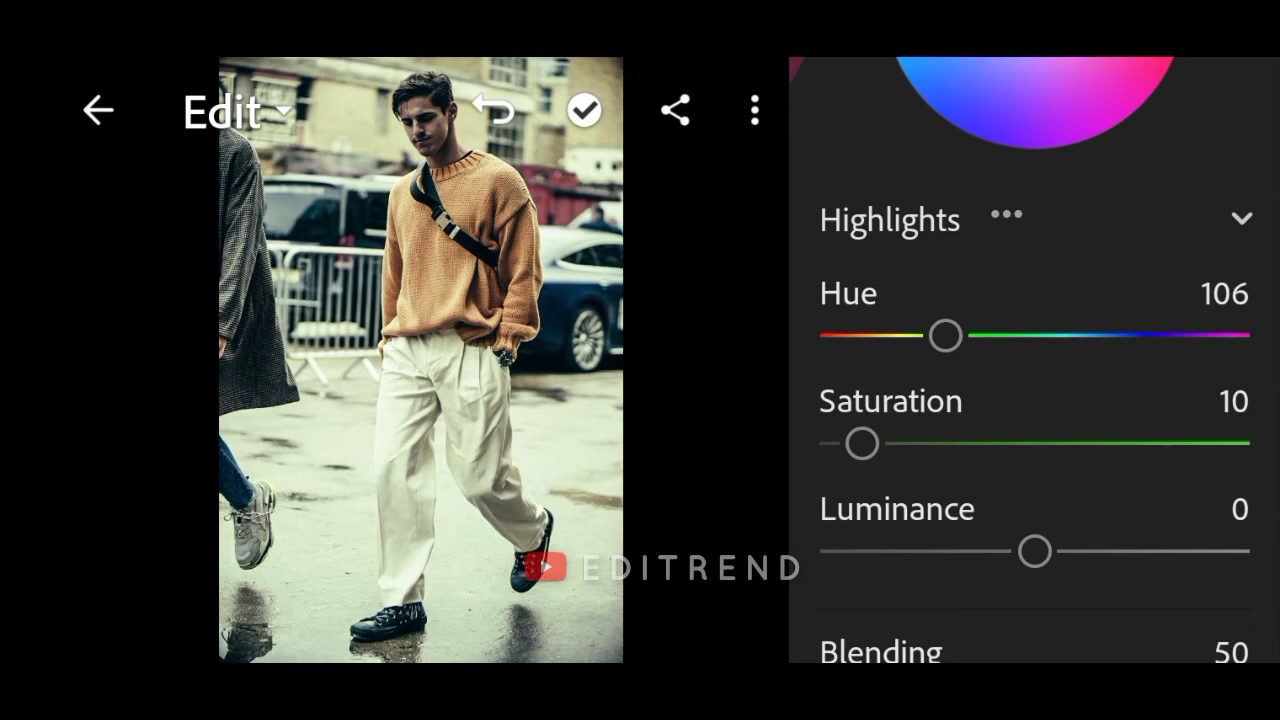 Edit
Highlights
Hue 106
Saturation 10
Luminance 0
Blending 50
EDITREND